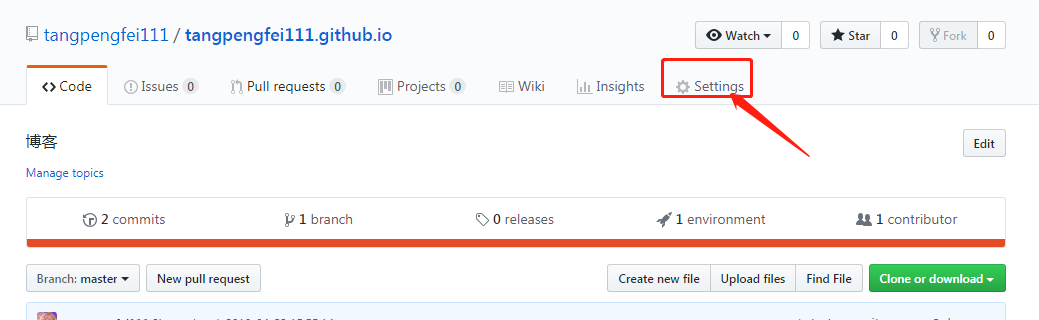 tangpengfei111 / tangpengfei111.github.io
Watch 0 Star 0 Fork 0
Code Issues 0 Pull requests 0 Projects 0 Wiki Insights Settings
博客
Edit
Manage topics
2 commits 1 branch 0 releases 1 environment 1 contributor
Branch: master New pull request Create new file Upload files Find File Clone or download